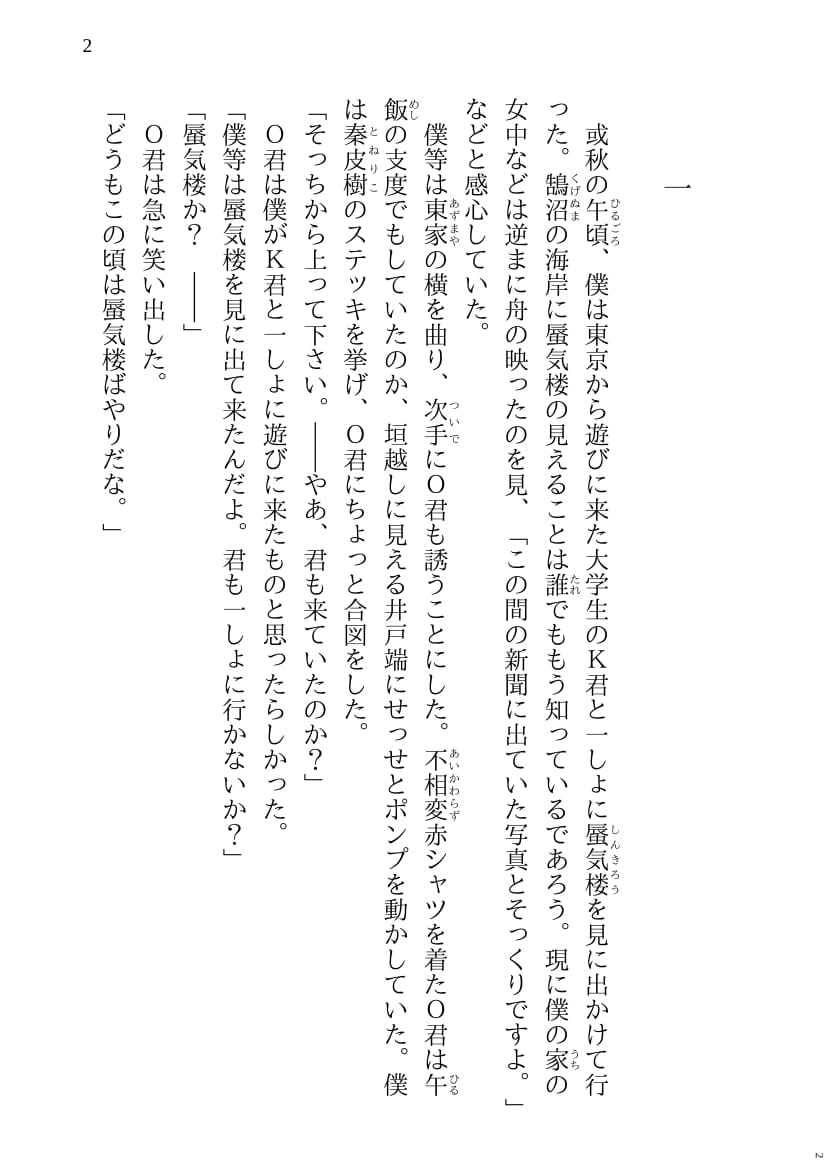 2
一
或秋の午頃、僕は東京から遊びに来た大学生のＫ君と一しょに蜃気楼を見に出かけて行
った。鵠沼の海岸に蜃気楼の見えることは誰でももう知っているであろう。現に僕の家の
女中などは逆まに舟の映ったのを見、「この間の新聞に出ていた写真とそっくりですよ。」
などと感心していた。
僕等は東家の横を曲り、次手にＯ君も誘うことにした。不相変赤シャツを着たＯ君は午
飯の支度でもしていたのか、垣越しに見える井戸端にせっせとポンプを動かしていた。僕
は秦皮樹のステッキを挙げ、Ｏ君にちょっと合図をした。
「そっちから上って下さい。――やあ、君も来ていたのか？」
Ｏ君は僕がＫ君と一しょに遊びに来たものと思ったらしかった。
「僕等は蜃気楼を見に出て来たんだよ。君も一しょに行かないか？」
「蜃気楼か？　――」
Ｏ君は急に笑い出した。
「どうもこの頃は蜃気楼ばやりだな。」
2